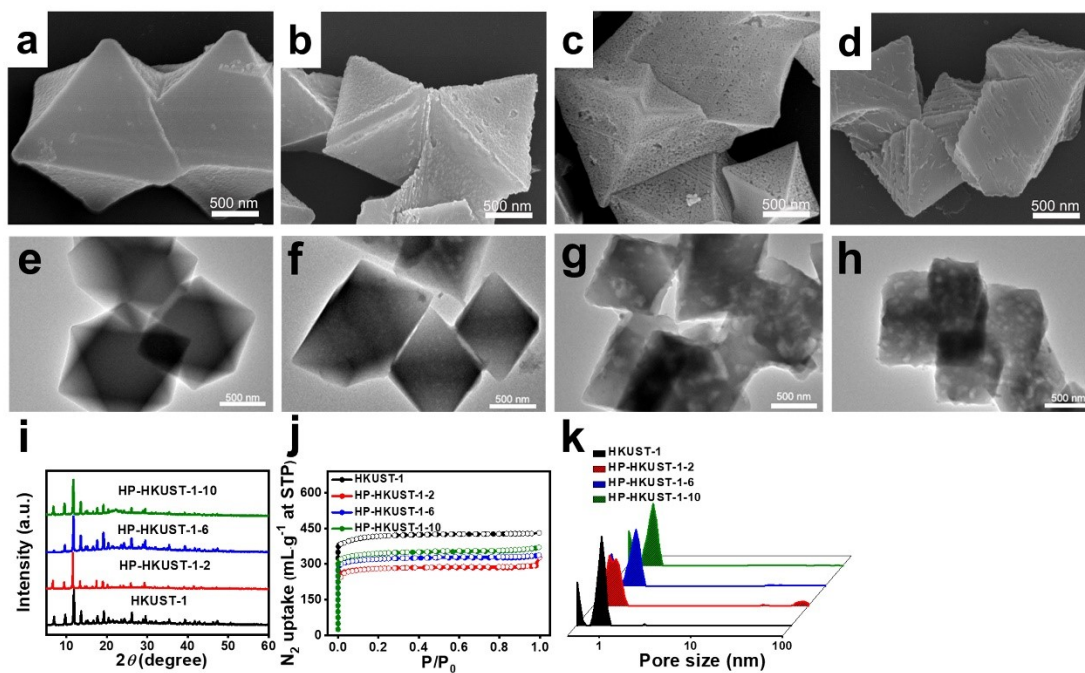 a
b
c
d
500 nm
500 nm
500 nm
500 nm
e
f
g
h
500 nm
500 nm
500 nm
500 nm
i
Intensity (a.u.)
HP-HKUST-1-10
HP-HKUST-1-6
HP-HKUST-1-2
HKUST-1
10 20 30 40 50 60
2θ (degree)
j
N2 uptake (mL·g-1 at STP)
HKUST-1
HP-HKUST-1-2
HP-HKUST-1-6
HP-HKUST-1-10
600
450
300
150
0
0.0 0.2 0.4 0.6 0.8 1.0
P/P0
k
HKUST-1
HP-HKUST-1-2
HP-HKUST-1-6
HP-HKUST-1-10
1 10 100
Pore size (nm)